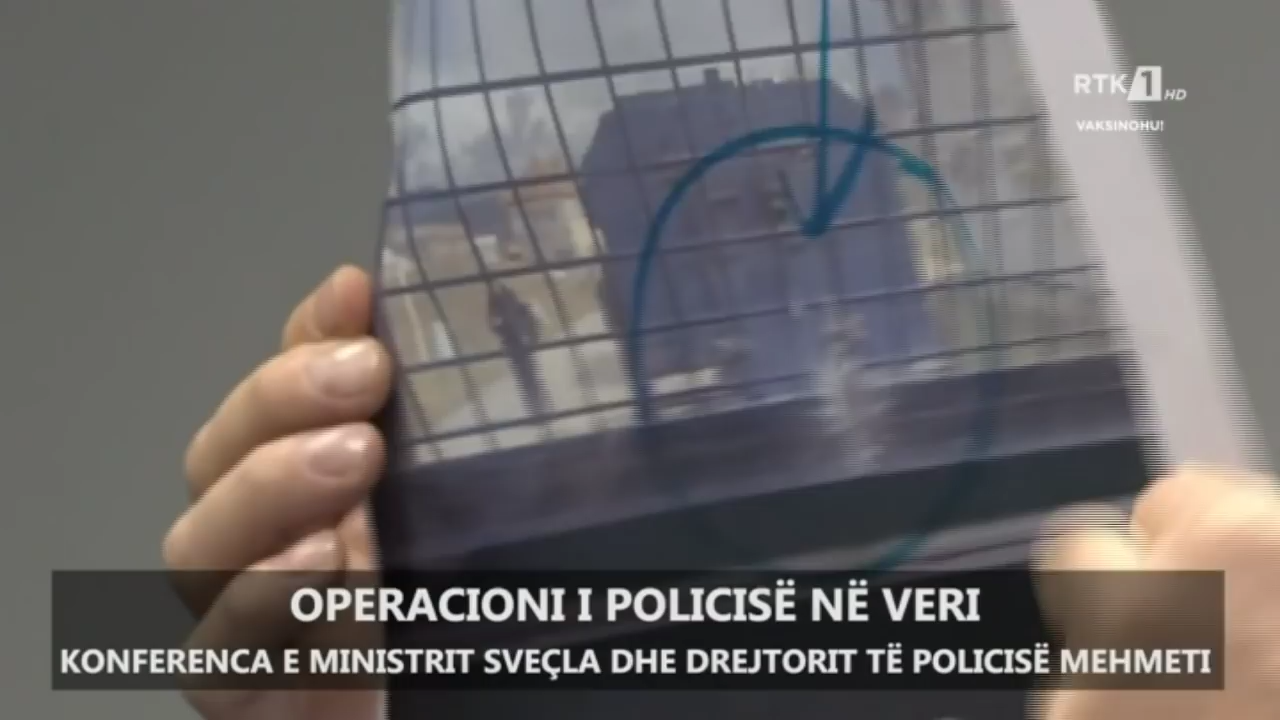 RTK 1 HD
VAKSINOHU!
OPERACIONI I POLICISË NË VERI
KONFERENCA E MINISTRIT SVEÇLA DHE DREJTORIT TË POLICISË MEHMETI